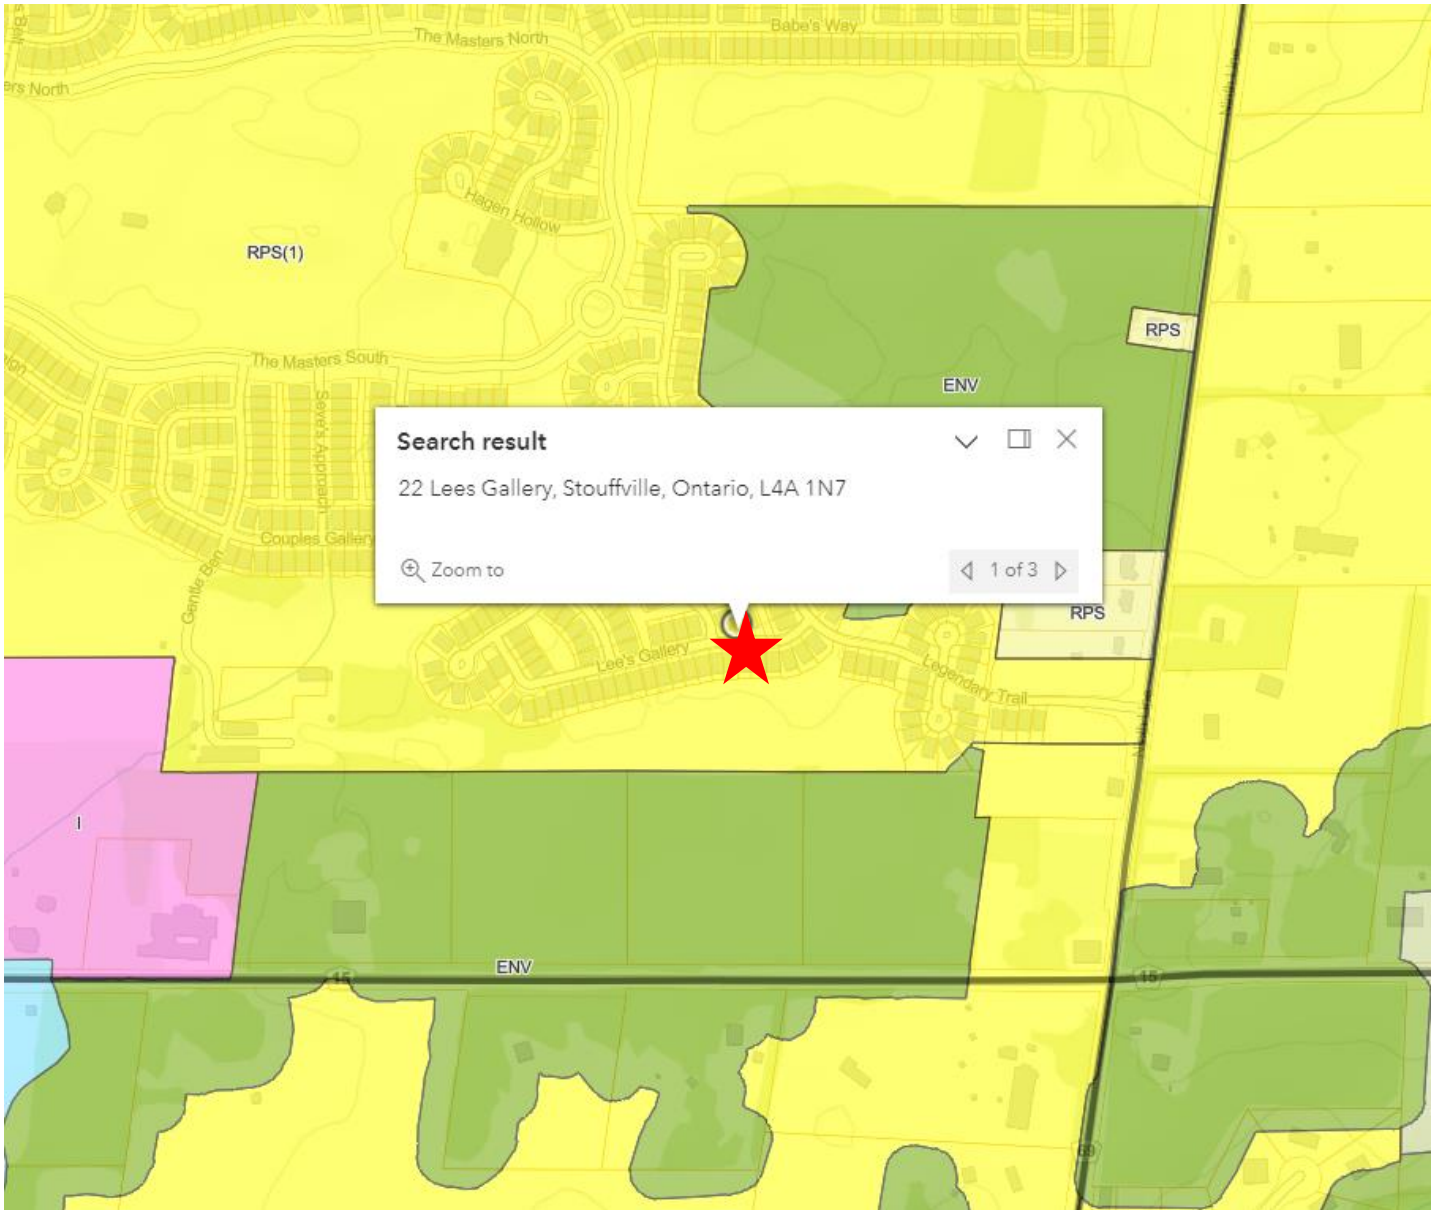 Babe's Way
The Masters North
ers North
Hagen Hollow
RPS(1)
RPS
The Masters South
ENV
Seve's Approach
Search result
22 Lees Gallery, Stouffville, Ontario, L4A 1N7
Couples Gallery
Zoom to
1 of 3
Gentle Ben
RPS
Lee's Gallery
Legendary Trail
I
ENV
15
15
69